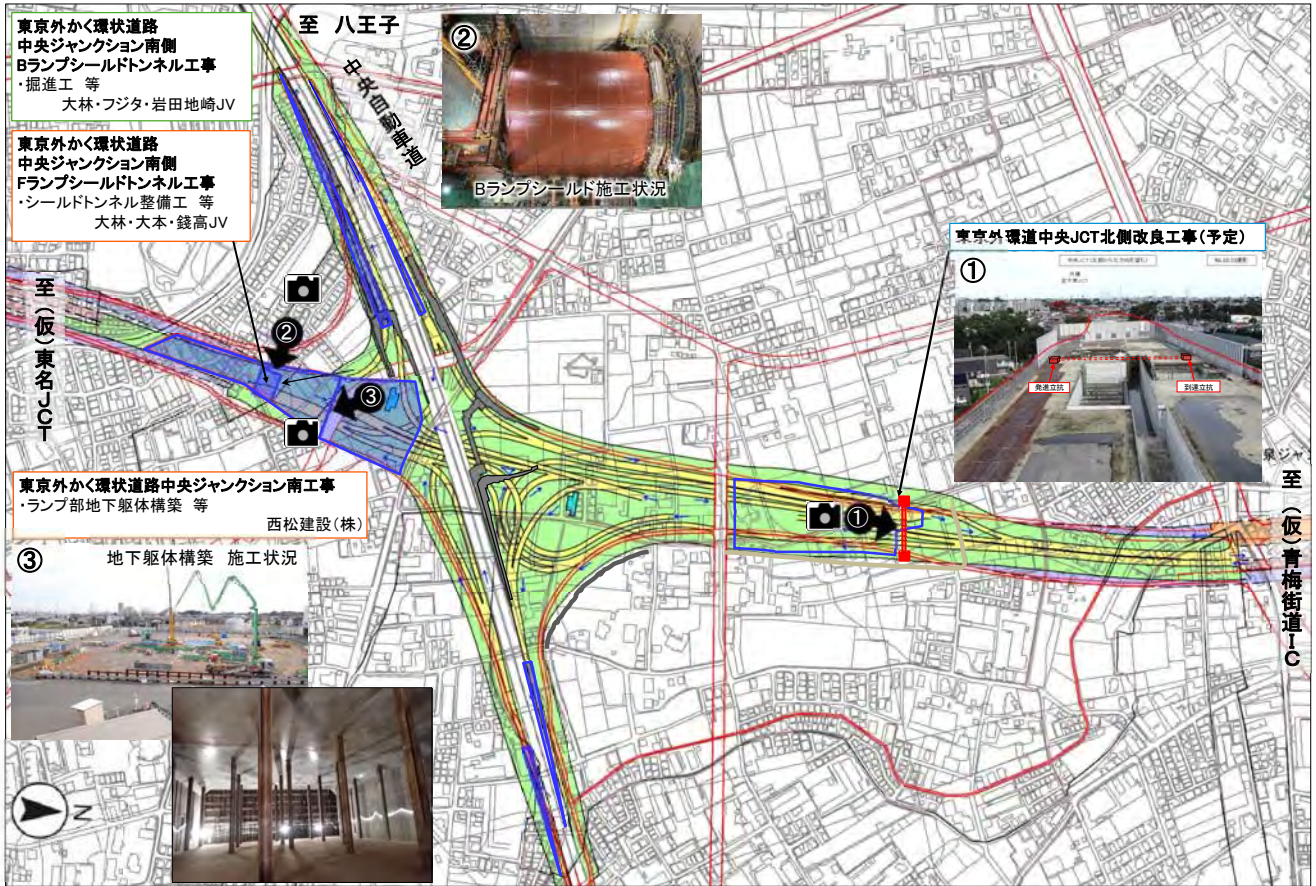 東京外かく環状道路
中央ジャンクション南側
Bランプシールドトンネル工事
・掘進工 等
大林・フジタ・岩田地崎JV
東京外かく環状道路
中央ジャンクション南側
Fランプシールドトンネル工事
・シールドトンネル整備工 等
大林・大本・錢高JV
至 八王子
中央自動車道
②
Bランプシールド施工状況
東京外環道中央JCT北側改良工事(予定)
①
発進立坑
到達立坑
至(仮)東名JCT
②
③
①
泉ジャ
至(仮)青梅街道IC
東京外かく環状道路中央ジャンクション南工事
・ランプ部地下躯体構築 等
西松建設(株)
③
地下躯体構築 施工状況
N